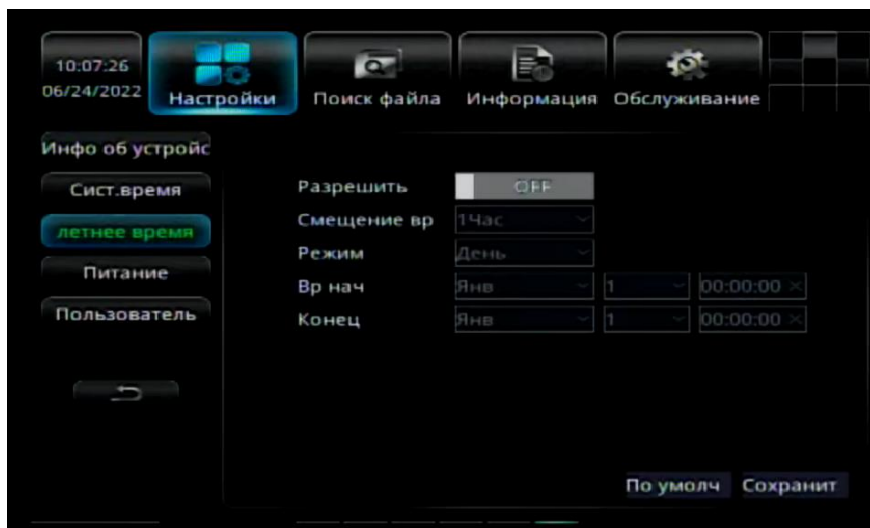 10:07:26
06/24/2022
Настройки
Поиск файла
Информация
Обслуживание
Инфо об устройс
Сист.время
летнее время
Питание
Пользователь
Разрешить OFF
Смещение вр 1Час
Режим День
Вр нач Янв 1 00:00:00
Конец Янв 1 00:00:00
По умолч Сохранит